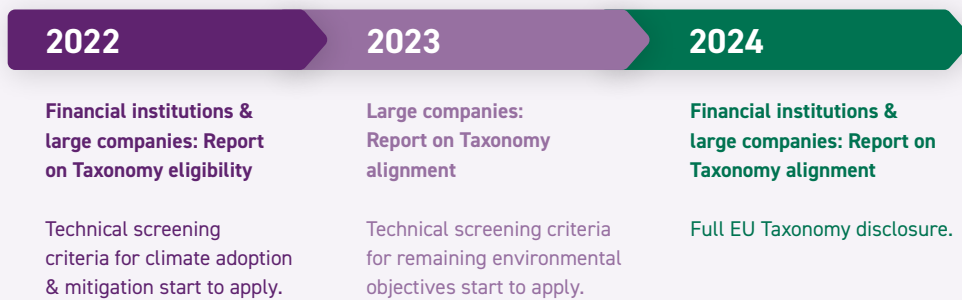 2022
2023
2024
Financial institutions &
large companies: Report
on Taxonomy eligibility
Technical screening
criteria for climate adoption
& mitigation start to apply.
Large companies:
Report on Taxonomy
alignment
Technical screening criteria
for remaining environmental
objectives start to apply.
Financial institutions &
large companies: Report on
Taxonomy alignment
Full EU Taxonomy disclosure.